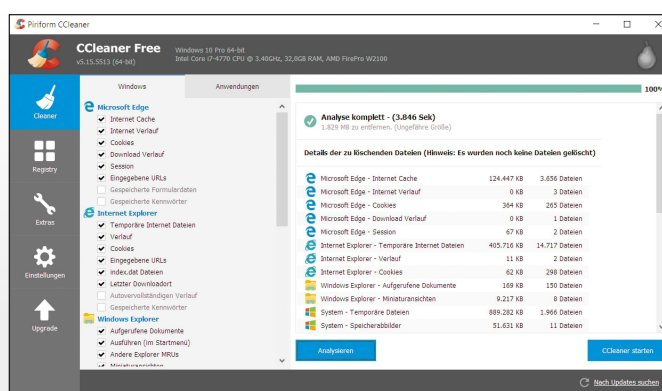 Piriform CCleaner
CCleaner Free
v5.15.5513 (64-bit)
Windows 10 Pro 64-bit
Intel Core i7-4770 CPU @ 3.40GHz, 32,0GB RAM, AMD FirePro W2100
Cleaner
Registry
Extras
Einstellungen
Upgrade
Windows
Anwendungen
Microsoft Edge
Internet Cache
Internet Verlauf
Cookies
Download Verlauf
Session
Eingegebene URLs
Gespeicherte Formulardaten
Gespeicherte Kennwörter
Internet Explorer
Temporäre Internet Dateien
Verlauf
Cookies
Eingegebene URLs
index.dat Dateien
Letzter Downloadort
Autovervollständigen Verlauf
Gespeicherte Kennwörter
Windows Explorer
Aufgerufene Dokumente
Ausführen (im Startmenü)
Andere Explorer MRUs
Miniaturansichten
100%
Analyse komplett - (3.846 Sek)
1.829 MB zu entfernen. (Ungefähre Größe)
Details der zu löschenden Dateien (Hinweis: Es wurden noch keine Dateien gelöscht)
Microsoft Edge - Internet Cache 124.447 KB 3.656 Dateien
Microsoft Edge - Internet Verlauf 0 KB 3 Dateien
Microsoft Edge - Cookies 364 KB 265 Dateien
Microsoft Edge - Download Verlauf 0 KB 1 Dateien
Microsoft Edge - Session 67 KB 2 Dateien
Internet Explorer - Temporäre Internet Dateien 405.716 KB 14.717 Dateien
Internet Explorer - Verlauf 11 KB 2 Dateien
Internet Explorer - Cookies 62 KB 298 Dateien
Windows Explorer - Aufgerufene Dokumente 169 KB 150 Dateien
Windows Explorer - Miniaturansichten 9.217 KB 8 Dateien
System - Temporäre Dateien 889.282 KB 1.966 Dateien
System - Speicherabbilder 51.631 KB 11 Dateien
Analysieren
CCleaner starten
Nach Updates suchen